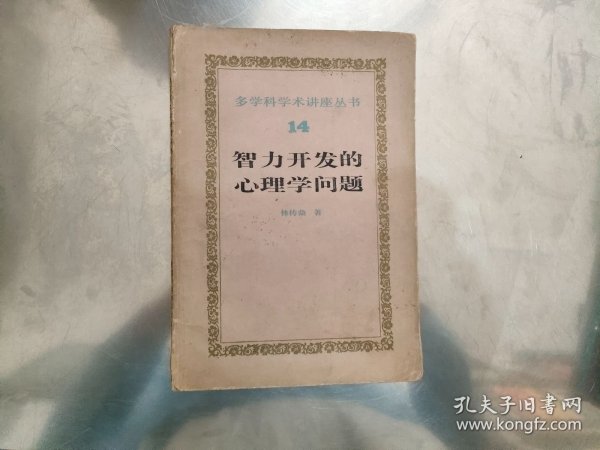 多学科学术讲座丛书
14
智力开发的
心理学问题
林传鼎 著
孔夫子旧书网
www.kongfz.com